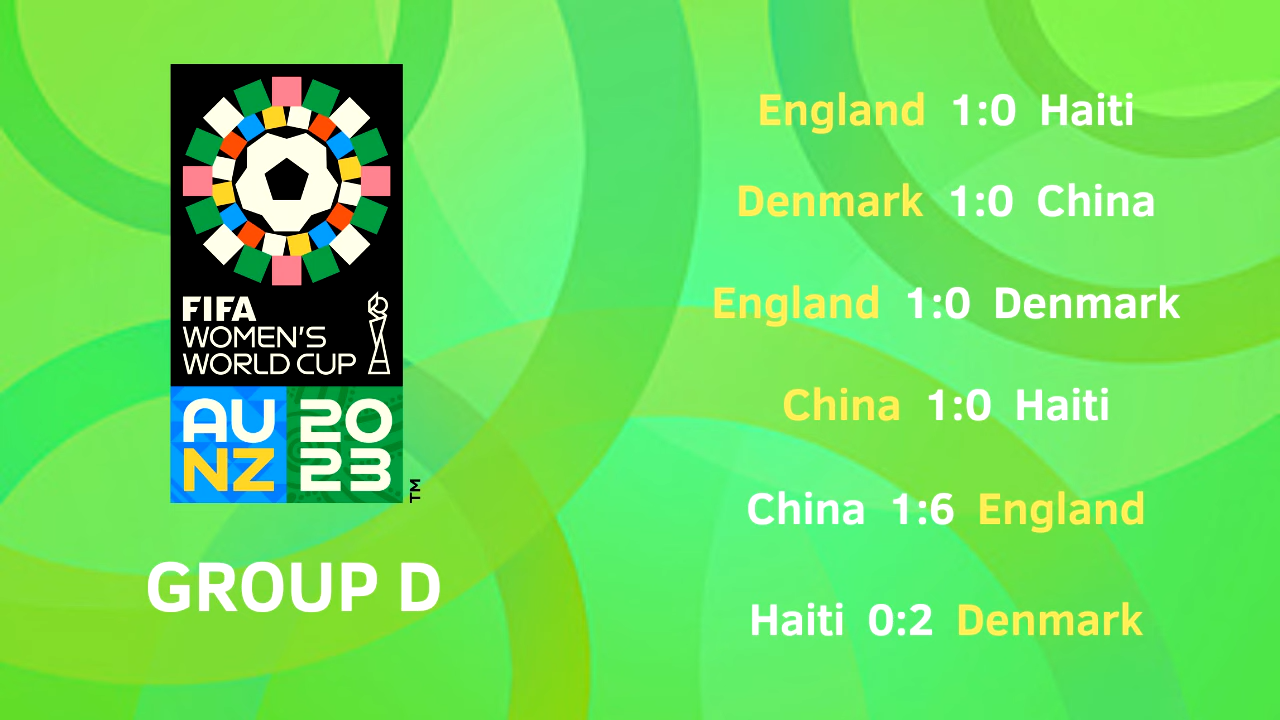 FIFA
WOMEN'S
WORLD CUP
AU 20
NZ 23
TM
GROUP D
England 1:0 Haiti
Denmark 1:0 China
England 1:0 Denmark
China 1:0 Haiti
China 1:6 England
Haiti 0:2 Denmark